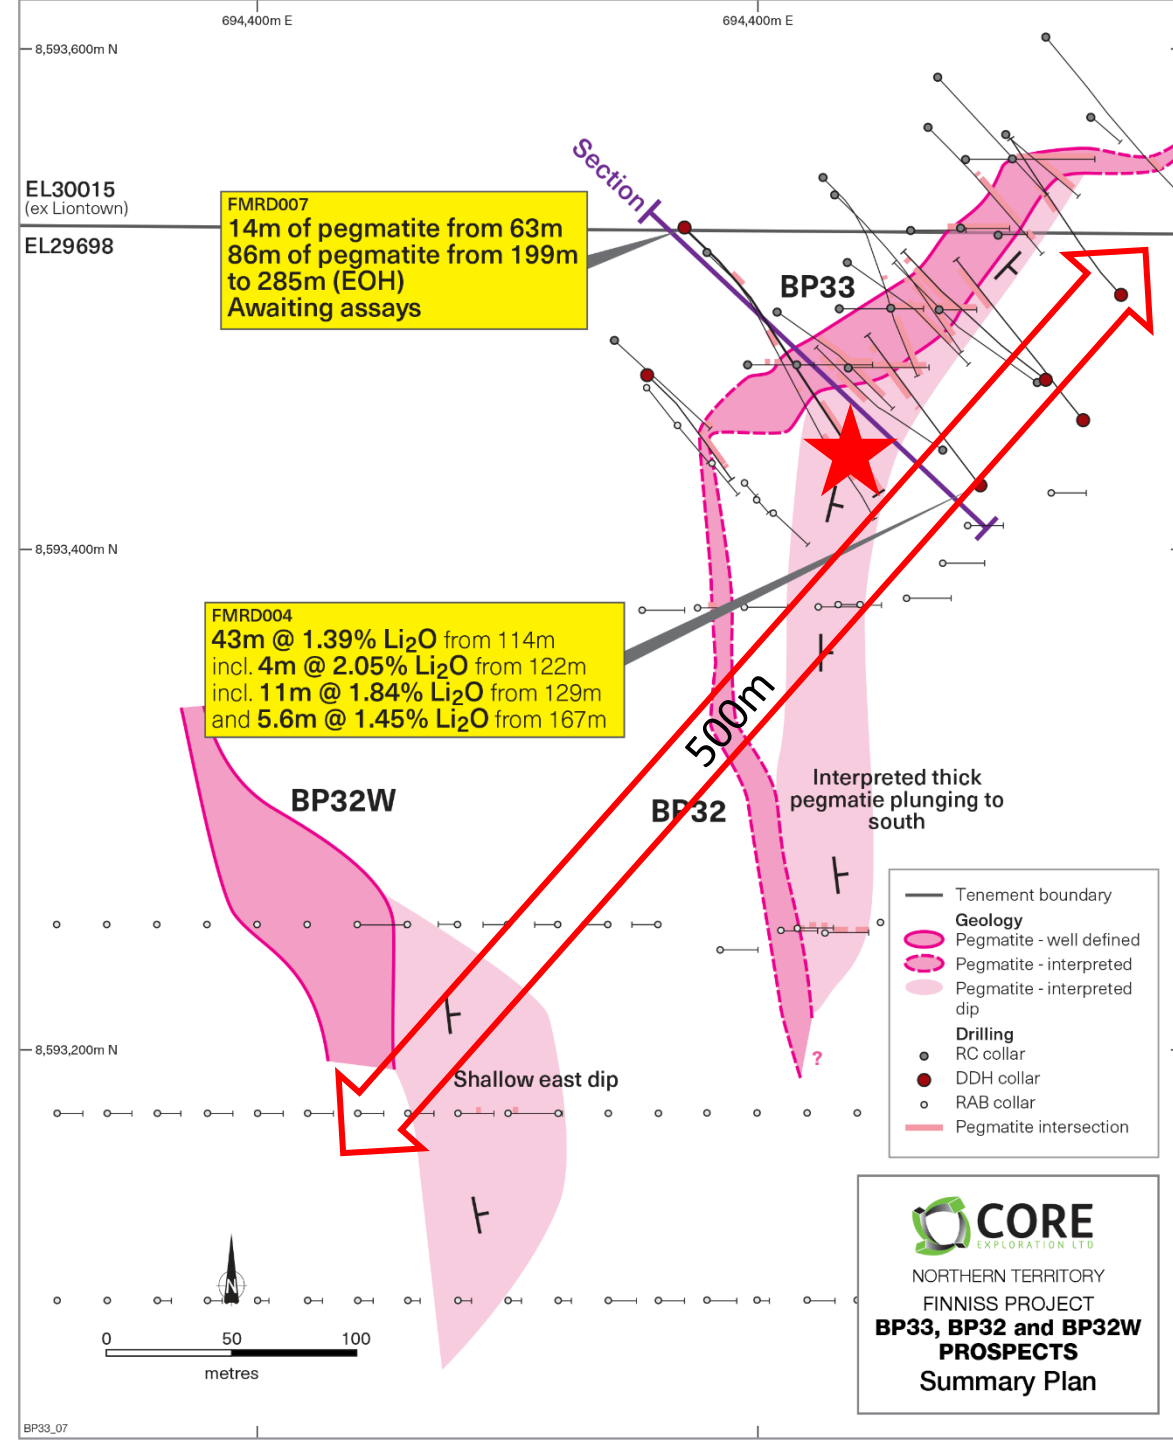 694,400m E
694,400m E
8,593,600m N
EL30015
(ex Liontown)
EL29698
Section
FMRD007
14m of pegmatite from 63m
86m of pegmatite from 199m
to 285m (EOH)
Awaiting assays
BP33
8,593,400m N
FMRD004
43m @ 1.39% Li2O from 114m
incl. 4m @ 2.05% Li2O from 122m
incl. 11m @ 1.84% Li2O from 129m
and 5.6m @ 1.45% Li2O from 167m
500m
BP32W
BP32
Interpreted thick
pegmatie plunging to
south
8,593,200m N
Shallow east dip
?
Tenement boundary
Geology
Pegmatite - well defined
Pegmatite - interpreted
Pegmatite - interpreted
dip
Drilling
RC collar
DDH collar
RAB collar
Pegmatite intersection
N
0 50 100
metres
CORE
EXPLORATION LTD
NORTHERN TERRITORY
FINNISS PROJECT
BP33, BP32 and BP32W
PROSPECTS
Summary Plan
BP33_07